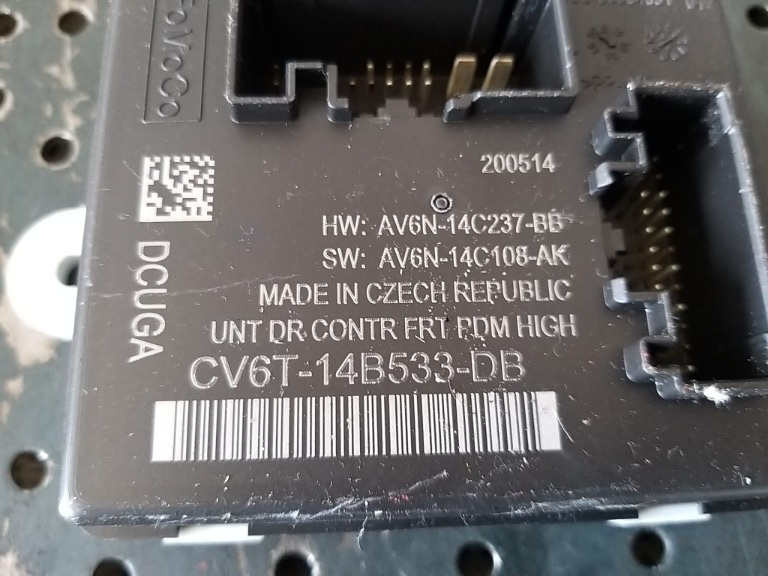 FoMoCo
200514
HW: AV6N-14C237-BB
SW: AV6N-14C108-AK
MADE IN CZECH REPUBLIC
UNT DR CONTR FRT PDM HIGH
CV6T-14B533-DB
DCUGA